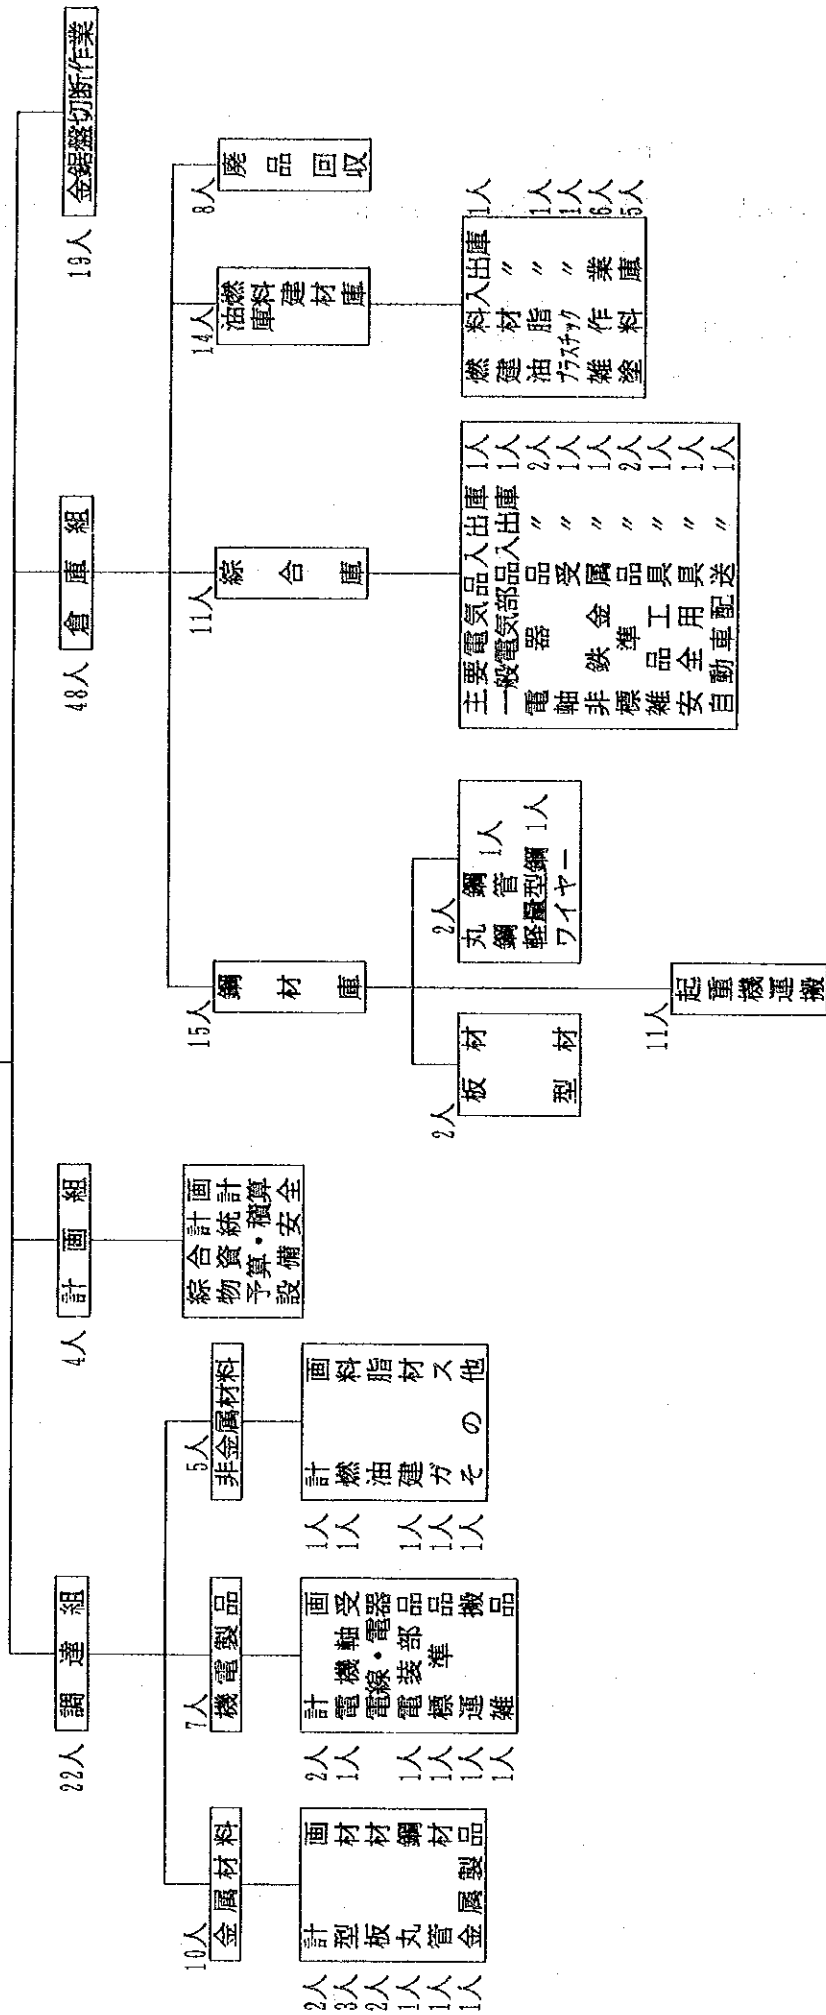 22人 調達組
4人 計画組
48人 倉庫組
19人 金鋸盤切断作業
10人 金属材料
7人 機電製品
5人 非金属材料
2人 計画
3人 型材
2人 板材
1人 丸鋼
1人 管材
1人 金属製品
2人 計画
1人 電機軸受
電線・電器
1人 電装部品
1人 標準品
1人 運搬
1人 雑品
1人 計画
1人 燃料
油脂
1人 建材
1人 ガス
1人 その他
綜合計画
物資統計
予算・積算
設備安全
15人 鋼材庫
11人 綜合庫
14人 油燃料建材庫庫
8人 廃品回収
2人
板材
型材
2人
丸鋼
鋼管 1人
軽量型鋼 1人
ワイヤー
11人 起重機運搬
主要電気品入出庫 1人
一般電気部品入出庫 1人
電器品 〃 2人
軸受 〃 1人
非鉄金属 〃 1人
標準品 〃 2人
雑品工具 〃 1人
安全用具 〃 1人
自動車配送 〃 1人
燃料入出庫 1人
建材 〃
油脂 〃 1人
プラスチック 〃 1人
雑作業 6人
塗料庫 5人